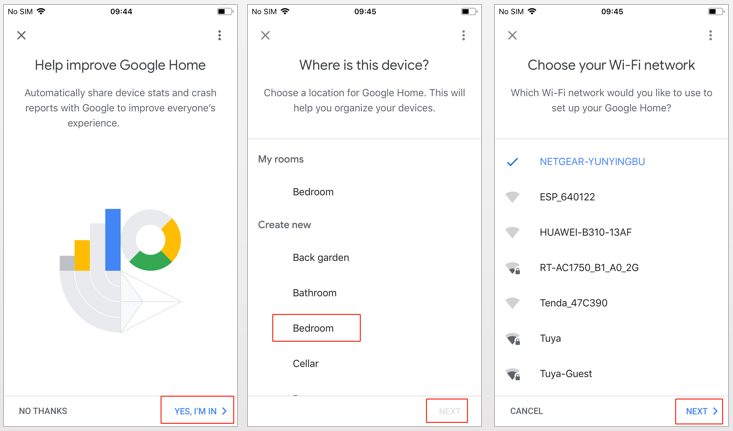 No SIM 09:44
Help improve Google Home
Automatically share device stats and crash
reports with Google to improve everyone's
experience.
NO THANKS
YES, I'M IN
No SIM 09:45
Where is this device?
Choose a location for Google Home. This will
help you organize your devices.
My rooms
Bedroom
Create new
Back garden
Bathroom
Bedroom
Cellar
NEXT
No SIM 09:45
Choose your Wi-Fi network
Which Wi-Fi network would you like to use to
set up your Google Home?
NETGEAR-YUNYINGBU
ESP_640122
HUAWEI-B310-13AF
RT-AC1750_B1_A0_2G
Tenda_47C390
Tuya
Tuya-Guest
CANCEL
NEXT